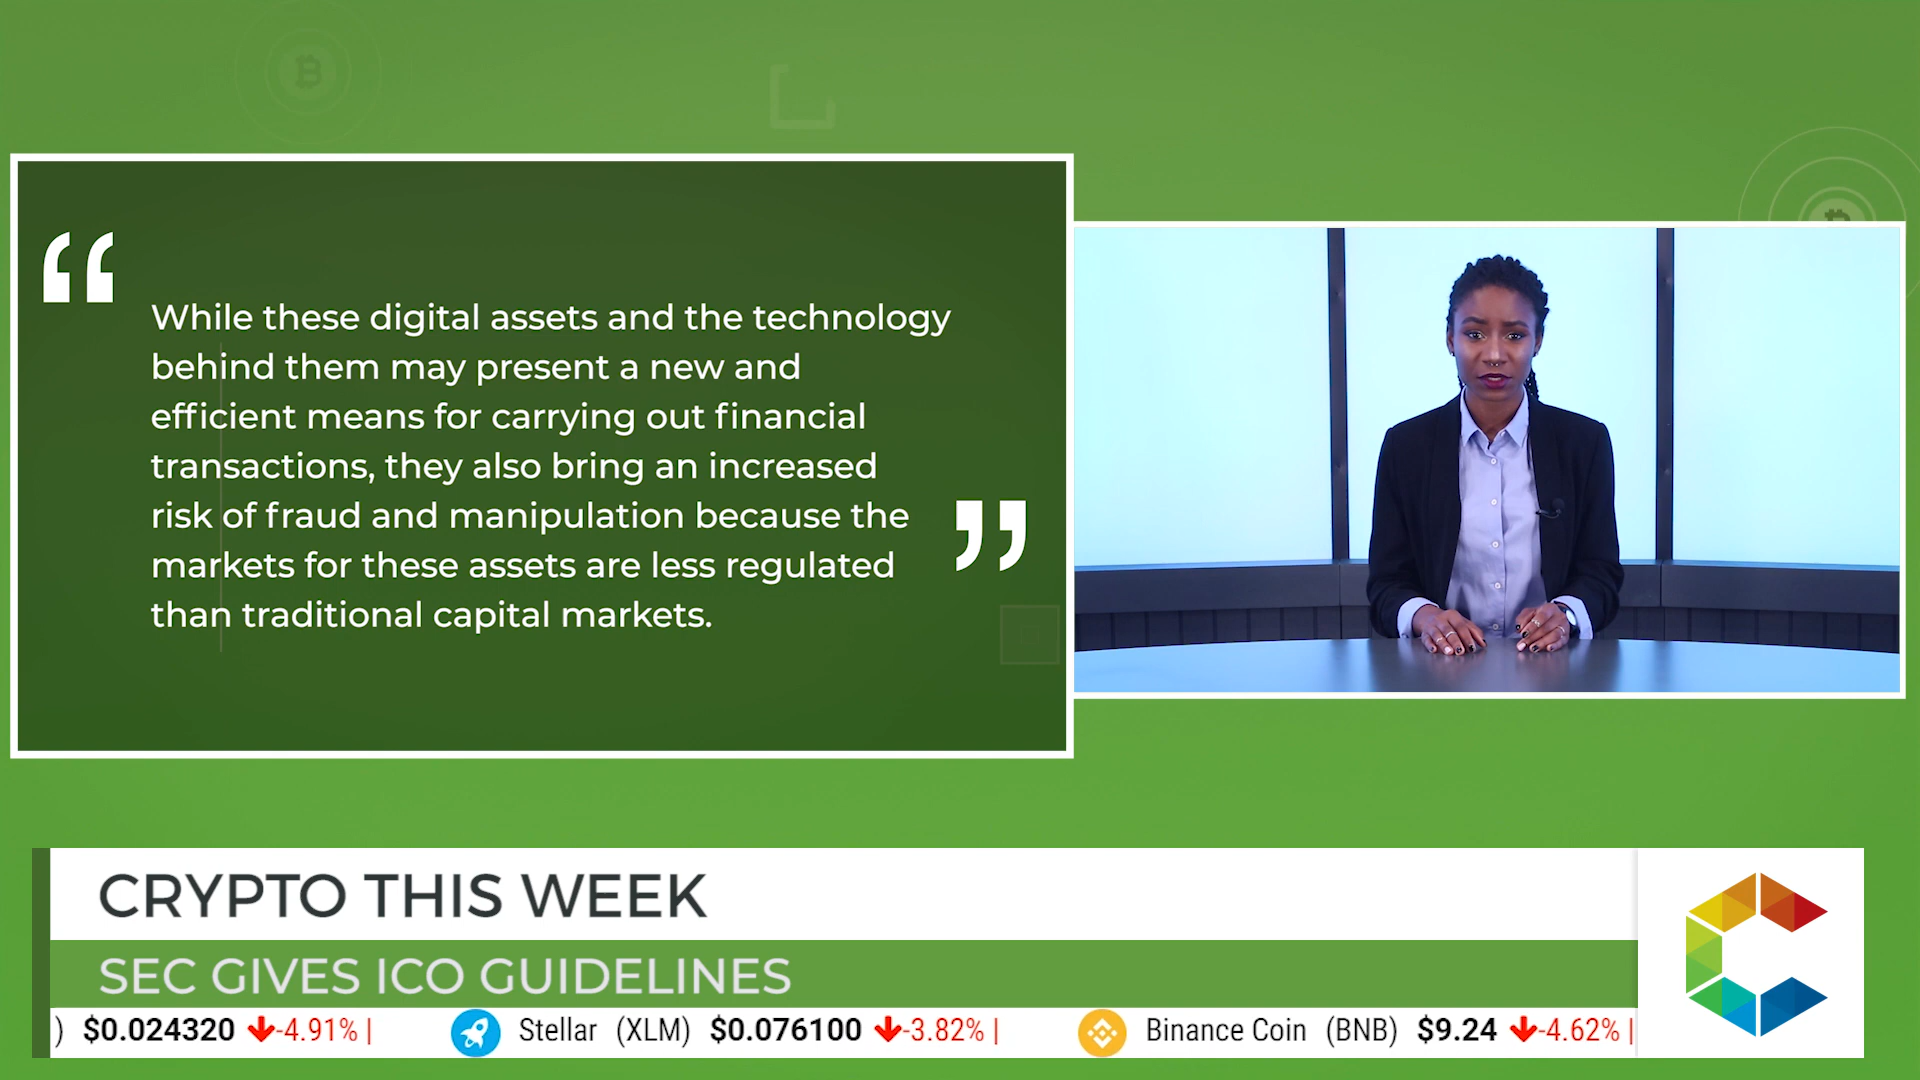 “
While these digital assets and the technology
behind them may present a new and
efficient means for carrying out financial
transactions, they also bring an increased
risk of fraud and manipulation because the
markets for these assets are less regulated
than traditional capital markets.
”
CRYPTO THIS WEEK
SEC GIVES ICO GUIDELINES
) $0.024320 -4.91% | Stellar (XLM) $0.076100 -3.82% | Binance Coin (BNB) $9.24 -4.62% |